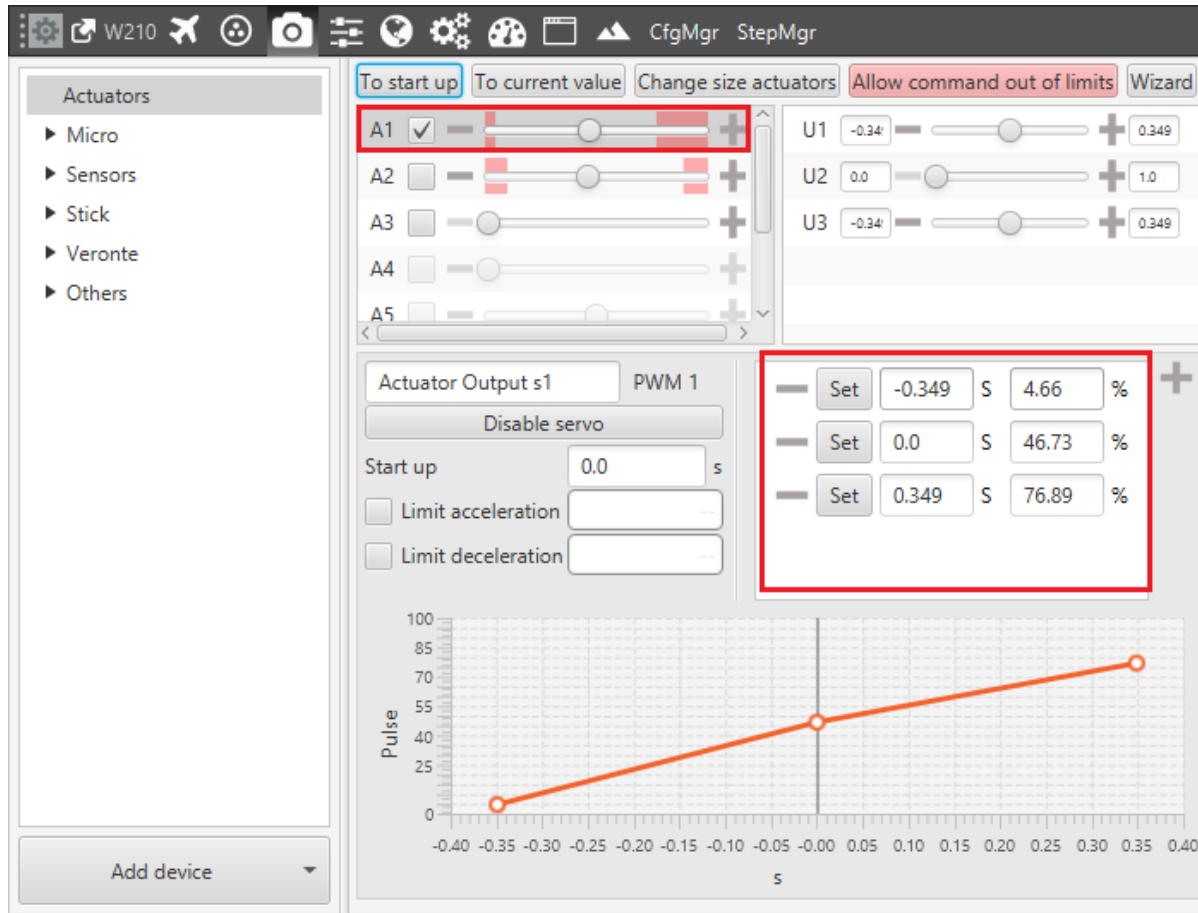 W210 CfgMgr StepMgr
Actuators
Micro
Sensors
Stick
Veronte
Others
Add device
To start up To current value Change size actuators Allow command out of limits Wizard
A1
A2
A3
A4
A5
U1 -0.34 0.349
U2 0.0 1.0
U3 -0.34 0.349
Actuator Output s1 PWM 1
Disable servo
Start up 0.0 s
Limit acceleration --
Limit deceleration --
Set -0.349 S 4.66 %
Set 0.0 S 46.73 %
Set 0.349 S 76.89 %
100
85
70
55
40
25
0
Pulse
-0.40 -0.35 -0.30 -0.25 -0.20 -0.15 -0.10 -0.05 -0.00 0.05 0.10 0.15 0.20 0.25 0.30 0.35 0.40
s